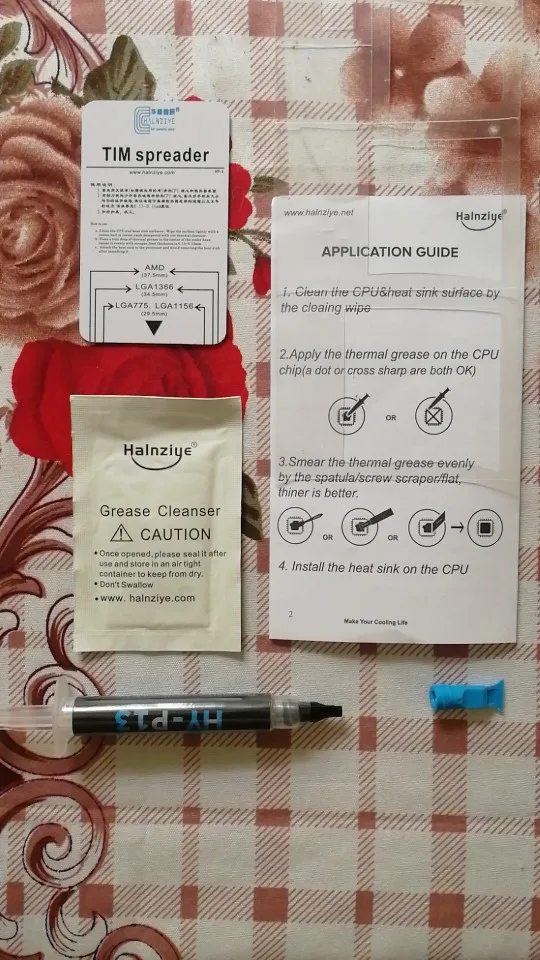 HALNZIYE
TIM spreader
www.halnziye.com
How to use
AMD
(37.5mm)
LGA1366
(34.5mm)
LGA775, LGA1156
(29.5mm)
Halnziye®
Grease Cleanser
CAUTION
• Once opened, please seal it after
use and store in an air tight
container to keep from dry.
• Don't Swallow
• www. halnziye.com
www.halnziye.net
Halnziye
APPLICATION GUIDE
1. Clean the CPU&heat sink surface by
the cleaing wipe
2.Apply the thermal grease on the CPU
chip(a dot or cross sharp are both OK)
OR
3.Smear the thermal grease evenly
by the spatula/screw scraper/flat,
thiner is better.
OR
OR
4. Install the heat sink on the CPU
2
Make Your Cooling Life
HY-P13